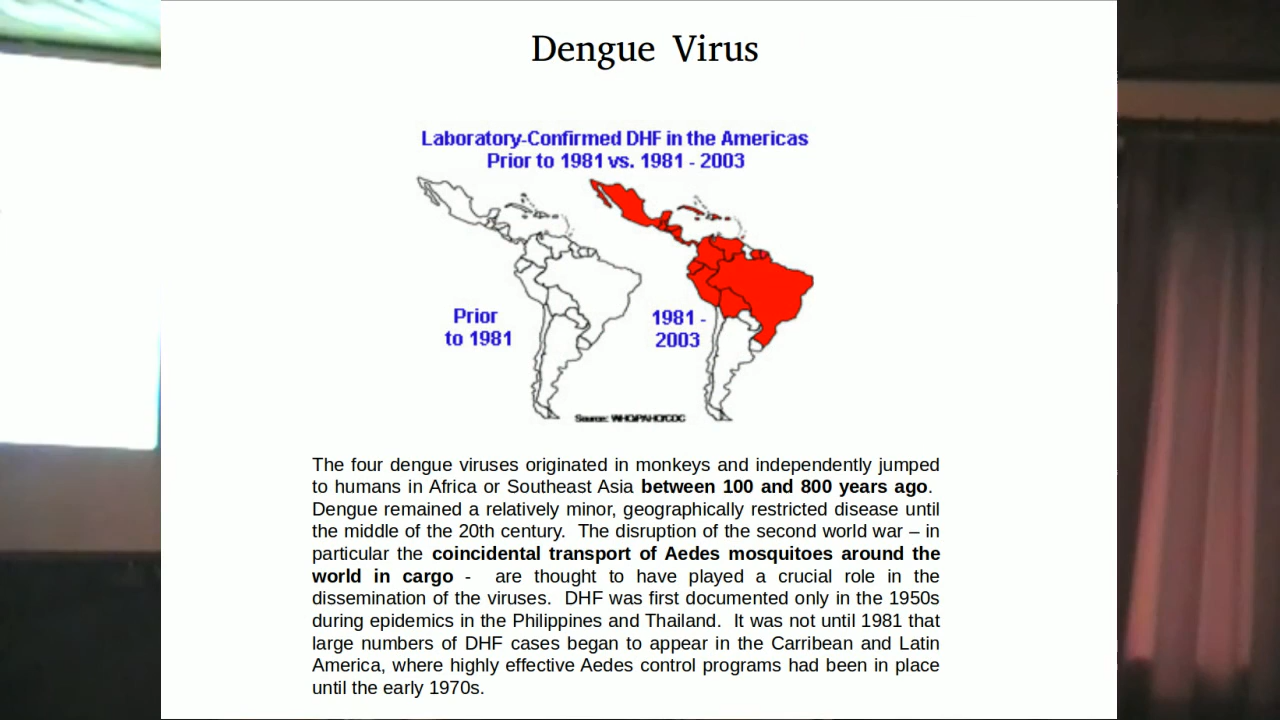 Dengue Virus
Laboratory-Confirmed DHF in the Americas
Prior to 1981 vs. 1981 - 2003
Prior
to 1981
1981 -
2003
Source: WHO/PAHO/CDC
The four dengue viruses originated in monkeys and independently jumped
to humans in Africa or Southeast Asia between 100 and 800 years ago.
Dengue remained a relatively minor, geographically restricted disease until
the middle of the 20th century. The disruption of the second world war – in
particular the coincidental transport of Aedes mosquitoes around the
world in cargo - are thought to have played a crucial role in the
dissemination of the viruses. DHF was first documented only in the 1950s
during epidemics in the Philippines and Thailand. It was not until 1981 that
large numbers of DHF cases began to appear in the Carribean and Latin
America, where highly effective Aedes control programs had been in place
until the early 1970s.